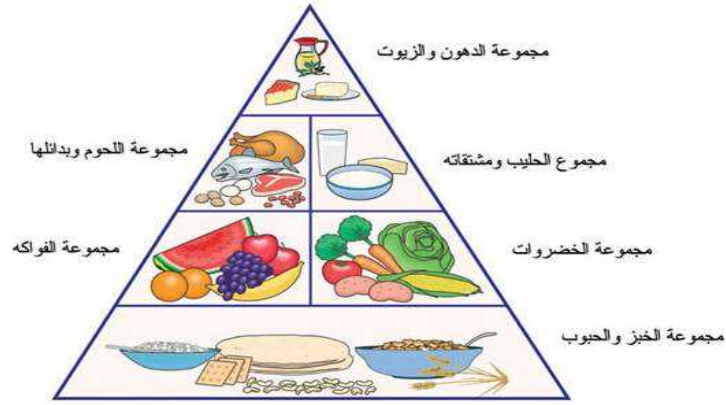 مجموعة الدهون والزيوت
مجموعة اللحوم وبدائلها
مجموع الحليب ومشتقاته
مجموعة الفواكه
مجموعة الخضروات
مجموعة الخبز والحبوب